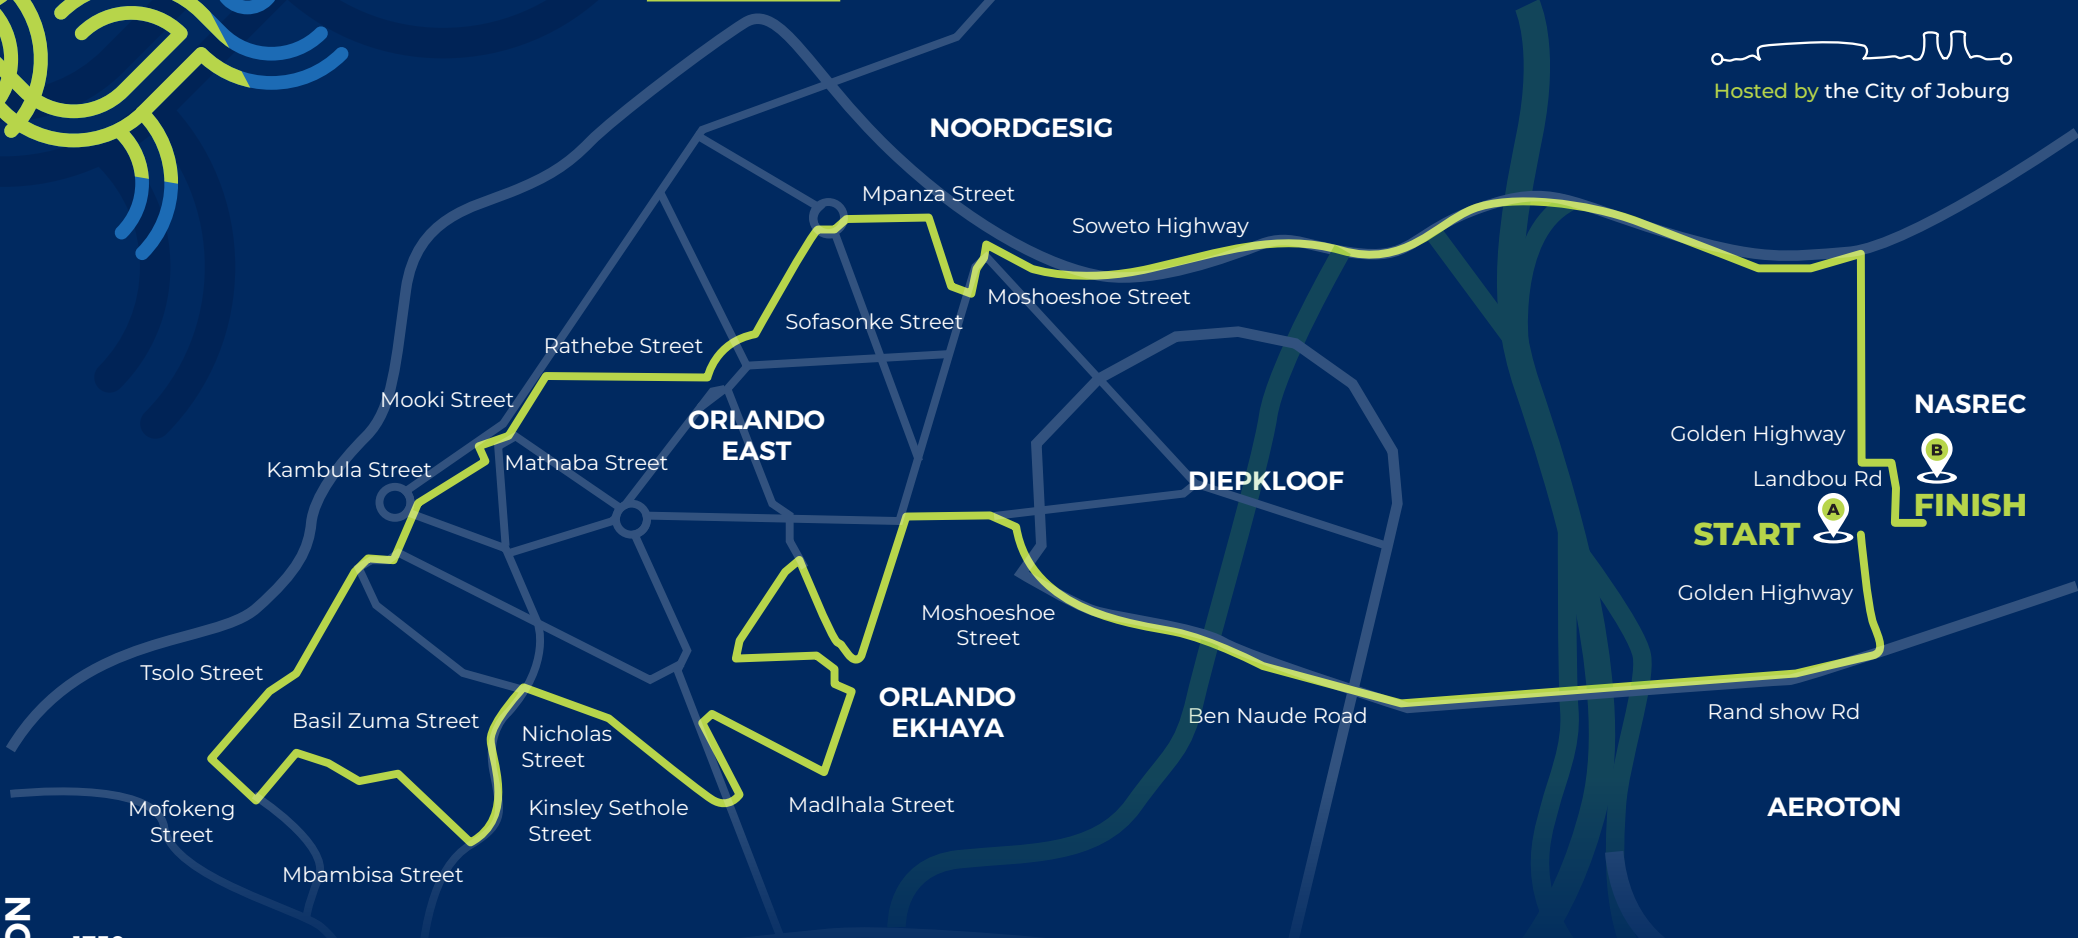 Hosted by the City of Joburg
NOORDGESIG
Mpanza Street
Soweto Highway
Moshoeshoe Street
Sofasonke Street
Rathebe Street
Mooki Street
ORLANDO
EAST
Kambula Street
Mathaba Street
DIEPKLOOF
NASREC
Golden Highway
B
Landbou Rd
FINISH
A
START
Golden Highway
Moshoeshoe
Street
Tsolo Street
ORLANDO
EKHAYA
Basil Zuma Street
Nicholas
Street
Ben Naude Road
Rand show Rd
Mofokeng
Street
Kinsley Sethole
Street
Madlhala Street
AEROTON
Mbambisa Street
ON